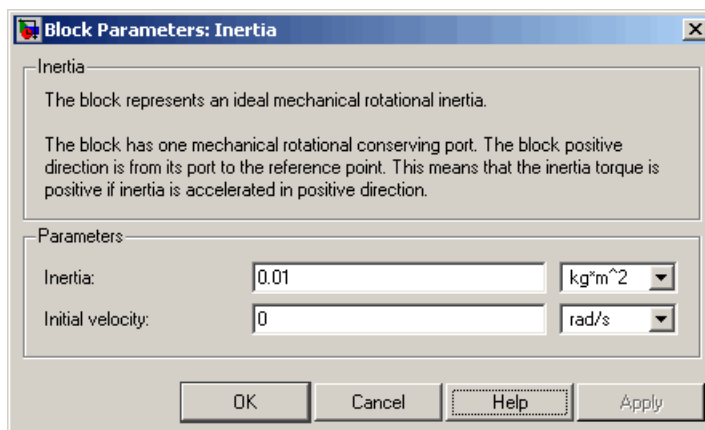 Block Parameters: Inertia
Inertia
The block represents an ideal mechanical rotational inertia.
The block has one mechanical rotational conserving port. The block positive
direction is from its port to the reference point. This means that the inertia torque is
positive if inertia is accelerated in positive direction.
Parameters
Inertia: 0.01 kg*m^2
Initial velocity: 0 rad/s
OK Cancel Help Apply